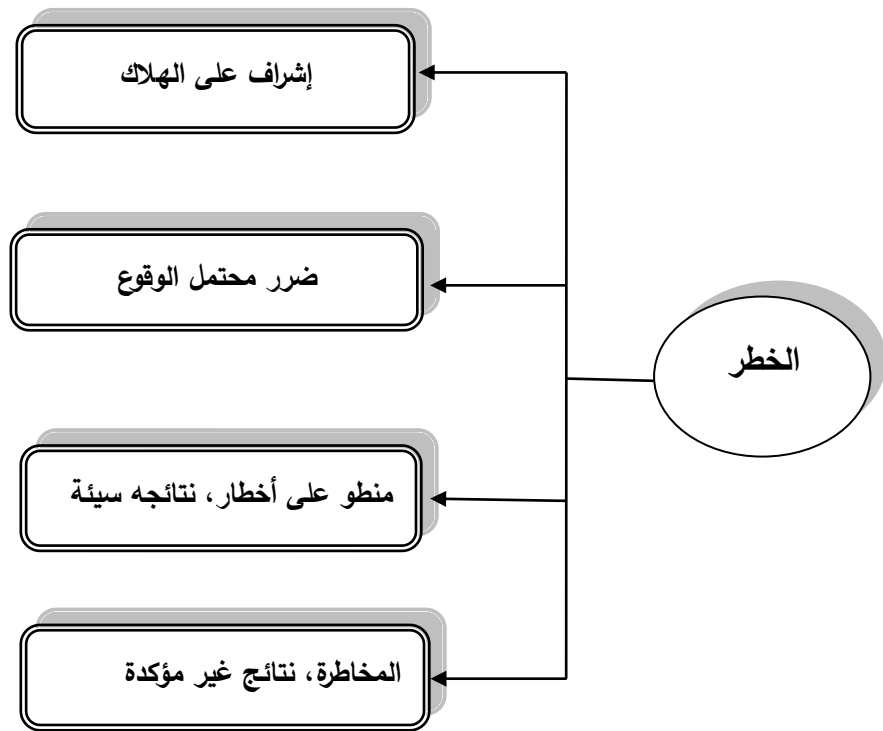 الخطر
إشراف على الهلاك
ضرر محتمل الوقوع
منطو على أخطار، نتائجه سيئة
المخاطرة، نتائج غير مؤكدة